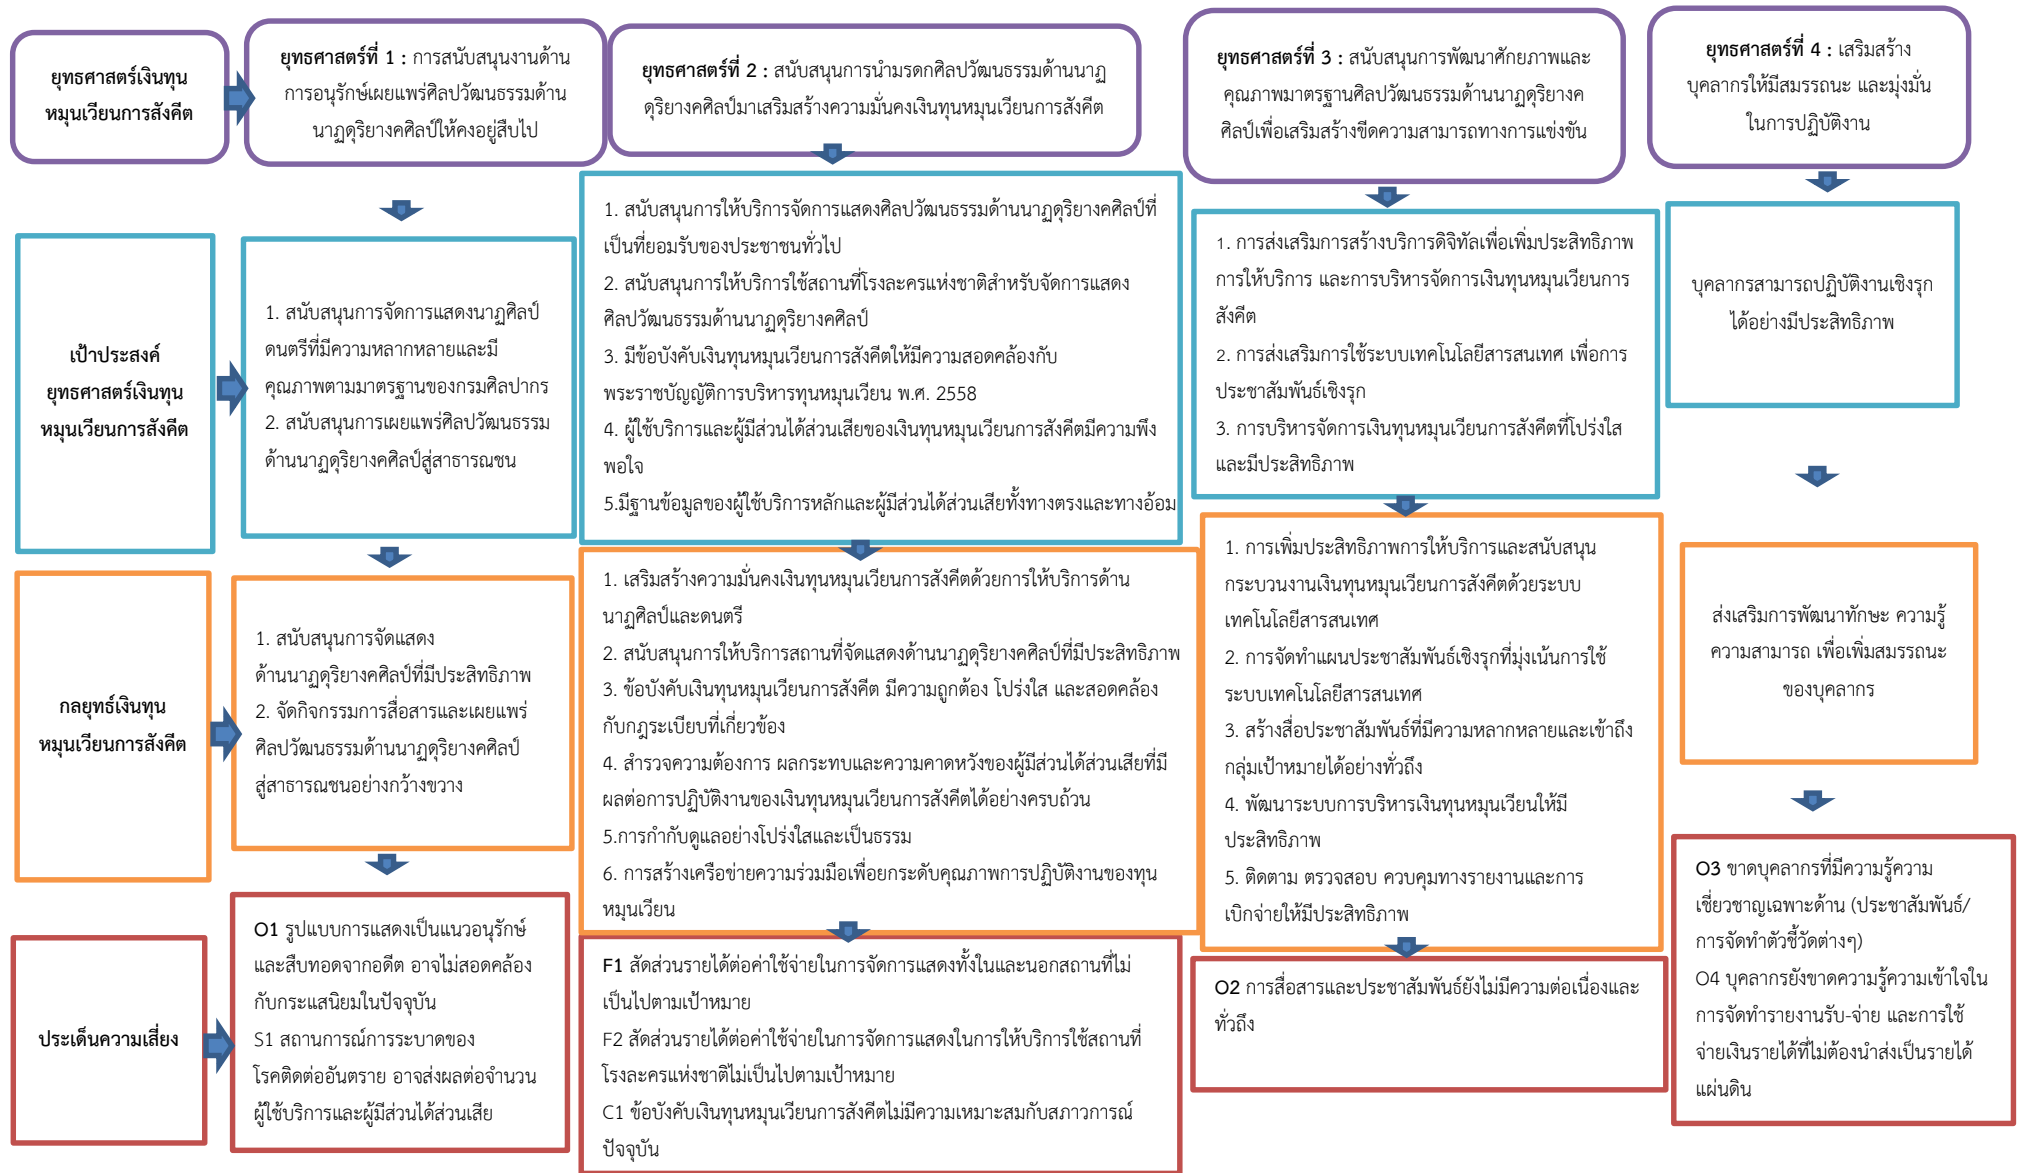 ยุทธศาสตร์เงินทุน
หมุนเวียนการสังคีต
ยุทธศาสตร์ที่ 1 : การสนับสนุนงานด้าน
การอนุรักษ์เผยแพร่ศิลปวัฒนธรรมด้าน
นาฏดุริยางคศิลป์ให้คงอยู่สืบไป
ยุทธศาสตร์ที่ 2 : สนับสนุนการนำมรดกศิลปวัฒนธรรมด้านนาฏ
ดุริยางคศิลป์มาเสริมสร้างความมั่นคงเงินทุนหมุนเวียนการสังคีต
ยุทธศาสตร์ที่ 3 : สนับสนุนการพัฒนาศักยภาพและ
คุณภาพมาตรฐานศิลปวัฒนธรรมด้านนาฏดุริยางค
ศิลป์เพื่อเสริมสร้างขีดความสามารถทางการแข่งขัน
ยุทธศาสตร์ที่ 4 : เสริมสร้าง
บุคลากรให้มีสมรรถนะ และมุ่งมั่น
ในการปฏิบัติงาน
เป้าประสงค์
ยุทธศาสตร์เงินทุน
หมุนเวียนการสังคีต
1. สนับสนุนการจัดการแสดงนาฏศิลป์
ดนตรีที่มีความหลากหลายและมี
คุณภาพตามมาตรฐานของกรมศิลปากร
2. สนับสนุนการเผยแพร่ศิลปวัฒนธรรม
ด้านนาฏดุริยางคศิลป์สู่สาธารณชน
1. สนับสนุนการให้บริการจัดการแสดงศิลปวัฒนธรรมด้านนาฏดุริยางคศิลป์ที่
เป็นที่ยอมรับของประชาชนทั่วไป
2. สนับสนุนการให้บริการใช้สถานที่โรงละครแห่งชาติสำหรับจัดการแสดง
ศิลปวัฒนธรรมด้านนาฏดุริยางคศิลป์
3. มีข้อบังคับเงินทุนหมุนเวียนการสังคีตให้มีความสอดคล้องกับ
พระราชบัญญัติการบริหารทุนหมุนเวียน พ.ศ. 2558
4. ผู้ใช้บริการและผู้มีส่วนได้ส่วนเสียของเงินทุนหมุนเวียนการสังคีตมีความพึง
พอใจ
5.มีฐานข้อมูลของผู้ใช้บริการหลักและผู้มีส่วนได้ส่วนเสียทั้งทางตรงและทางอ้อม
1. การส่งเสริมการสร้างบริการดิจิทัลเพื่อเพิ่มประสิทธิภาพ
การให้บริการ และการบริหารจัดการเงินทุนหมุนเวียนการ
สังคีต
2. การส่งเสริมการใช้ระบบเทคโนโลยีสารสนเทศ เพื่อการ
ประชาสัมพันธ์เชิงรุก
3. การบริหารจัดการเงินทุนหมุนเวียนการสังคีตที่โปร่งใส
และมีประสิทธิภาพ
บุคลากรสามารถปฏิบัติงานเชิงรุก
ได้อย่างมีประสิทธิภาพ
กลยุทธ์เงินทุน
หมุนเวียนการสังคีต
1. สนับสนุนการจัดแสดง
ด้านนาฏดุริยางคศิลป์ที่มีประสิทธิภาพ
2. จัดกิจกรรมการสื่อสารและเผยแพร่
ศิลปวัฒนธรรมด้านนาฏดุริยางคศิลป์
สู่สาธารณชนอย่างกว้างขวาง
1. เสริมสร้างความมั่นคงเงินทุนหมุนเวียนการสังคีตด้วยการให้บริการด้าน
นาฏศิลป์และดนตรี
2. สนับสนุนการให้บริการสถานที่จัดแสดงด้านนาฏดุริยางคศิลป์ที่มีประสิทธิภาพ
3. ข้อบังคับเงินทุนหมุนเวียนการสังคีต มีความถูกต้อง โปร่งใส และสอดคล้อง
กับกฎระเบียบที่เกี่ยวข้อง
4. สำรวจความต้องการ ผลกระทบและความคาดหวังของผู้มีส่วนได้ส่วนเสียที่มี
ผลต่อการปฏิบัติงานของเงินทุนหมุนเวียนการสังคีตได้อย่างครบถ้วน
5.การกำกับดูแลอย่างโปร่งใสและเป็นธรรม
6. การสร้างเครือข่ายความร่วมมือเพื่อยกระดับคุณภาพการปฏิบัติงานของทุน
หมุนเวียน
1. การเพิ่มประสิทธิภาพการให้บริการและสนับสนุน
กระบวนงานเงินทุนหมุนเวียนการสังคีตด้วยระบบ
เทคโนโลยีสารสนเทศ
2. การจัดทำแผนประชาสัมพันธ์เชิงรุกที่มุ่งเน้นการใช้
ระบบเทคโนโลยีสารสนเทศ
3. สร้างสื่อประชาสัมพันธ์ที่มีความหลากหลายและเข้าถึง
กลุ่มเป้าหมายได้อย่างทั่วถึง
4. พัฒนาระบบการบริหารเงินทุนหมุนเวียนให้มี
ประสิทธิภาพ
5. ติดตาม ตรวจสอบ ควบคุมทางรายงานและการ
เบิกจ่ายให้มีประสิทธิภาพ
ส่งเสริมการพัฒนาทักษะ ความรู้
ความสามารถ เพื่อเพิ่มสมรรถนะ
ของบุคลากร
ประเด็นความเสี่ยง
O1 รูปแบบการแสดงเป็นแนวอนุรักษ์
และสืบทอดจากอดีต อาจไม่สอดคล้อง
กับกระแสนิยมในปัจจุบัน
S1 สถานการณ์การระบาดของ
โรคติดต่ออันตราย อาจส่งผลต่อจำนวน
ผู้ใช้บริการและผู้มีส่วนได้ส่วนเสีย
F1 สัดส่วนรายได้ต่อค่าใช้จ่ายในการจัดการแสดงทั้งในและนอกสถานที่ไม่
เป็นไปตามเป้าหมาย
F2 สัดส่วนรายได้ต่อค่าใช้จ่ายในการจัดการแสดงในการให้บริการใช้สถานที่
โรงละครแห่งชาติไม่เป็นไปตามเป้าหมาย
C1 ข้อบังคับเงินทุนหมุนเวียนการสังคีตไม่มีความเหมาะสมกับสภาวการณ์
ปัจจุบัน
O2 การสื่อสารและประชาสัมพันธ์ยังไม่มีความต่อเนื่องและ
ทั่วถึง
O3 ขาดบุคลากรที่มีความรู้ความ
เชี่ยวชาญเฉพาะด้าน (ประชาสัมพันธ์/
การจัดทำตัวชี้วัดต่างๆ)
O4 บุคลากรยังขาดความรู้ความเข้าใจใน
การจัดทำรายงานรับ-จ่าย และการใช้
จ่ายเงินรายได้ที่ไม่ต้องนำส่งเป็นรายได้
แผ่นดิน